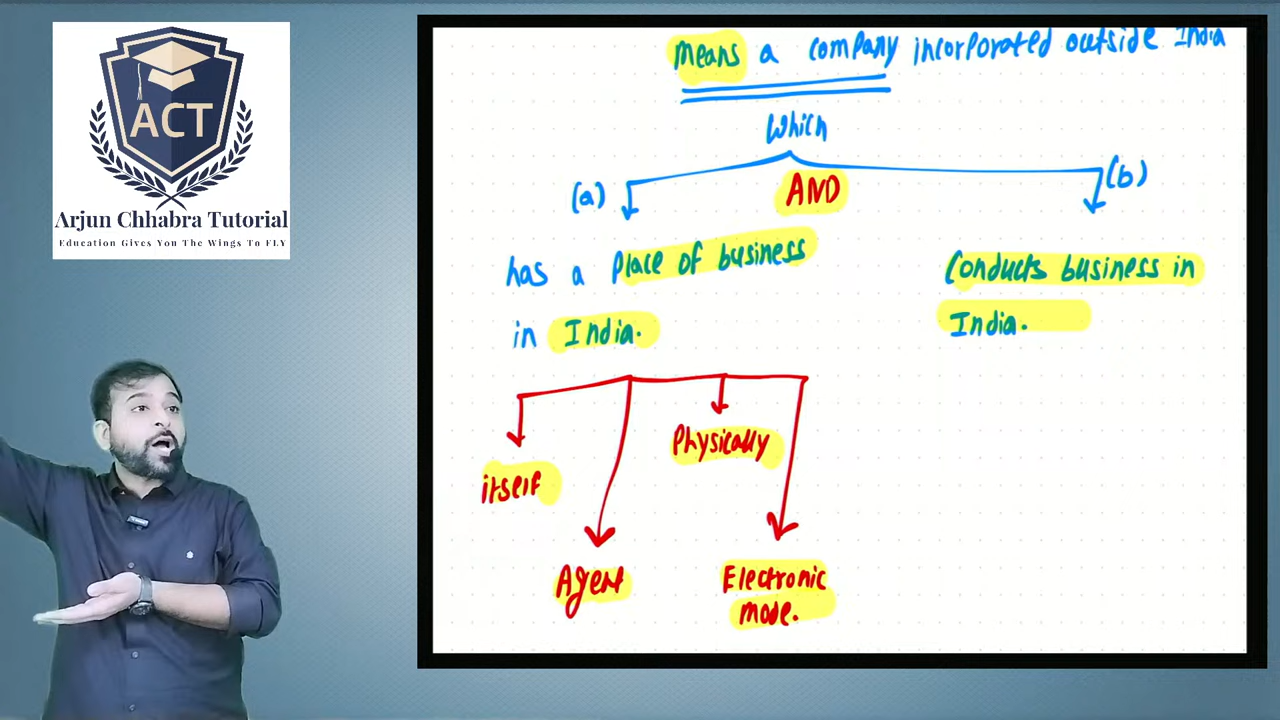 ACT
Arjun Chhabra Tutorial
Education Gives You The Wings To FLY
Means a company incorporated outside India
Which
(a) AND (b)
has a Place of business
in India.
Conducts business in
India.
itself
Agent
Physically
Electronic
mode.